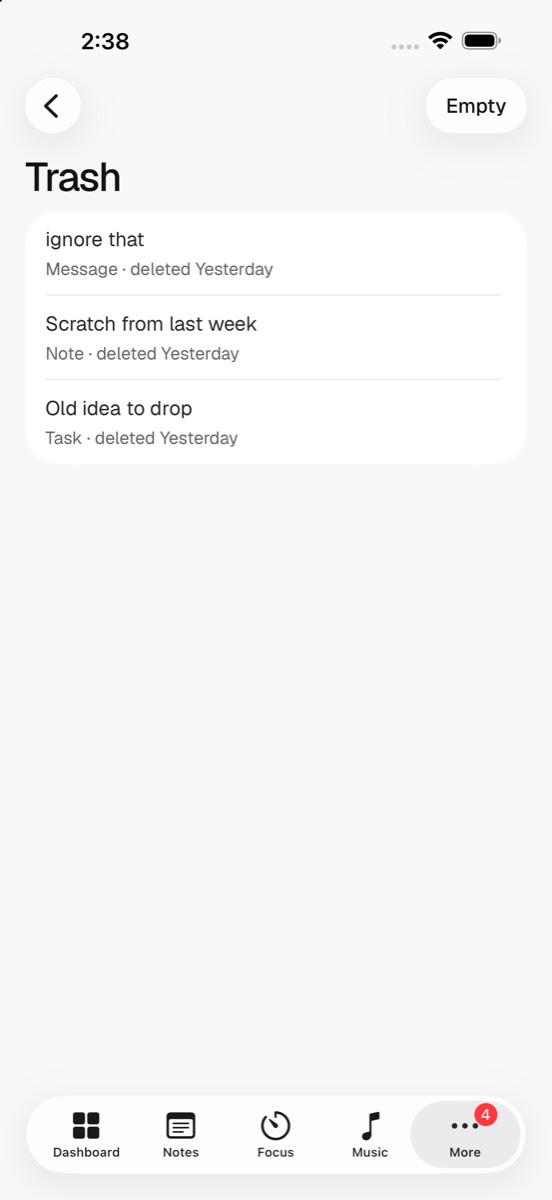 2:38
Empty
Trash
ignore that
Message · deleted Yesterday
Scratch from last week
Note · deleted Yesterday
Old idea to drop
Task · deleted Yesterday
4
Dashboard
Notes
Focus
Music
More